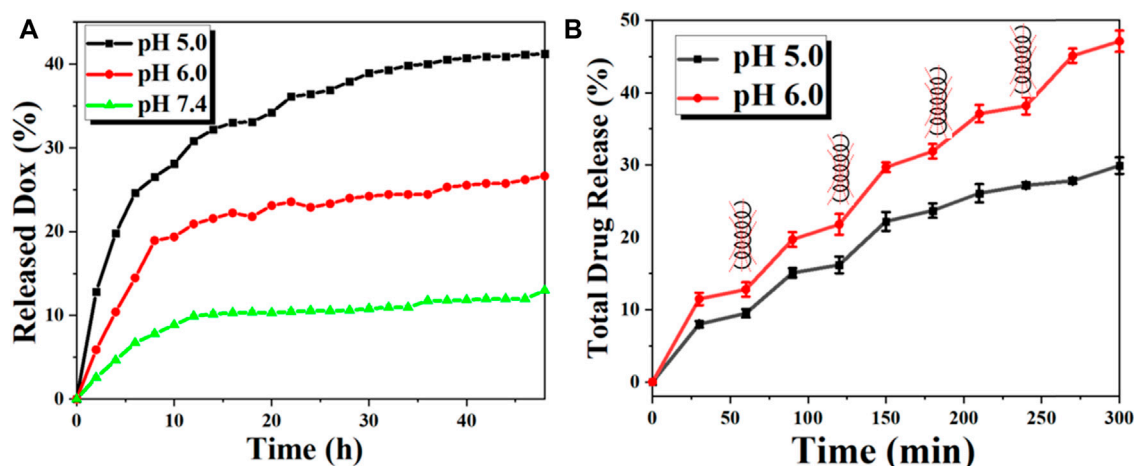 A
Released Dox (%)
40
30
20
10
0
pH 5.0
pH 6.0
pH 7.4
0 10 20 30 40
Time (h)
B
Total Drug Release (%)
50
40
30
20
10
0
pH 5.0
pH 6.0
0 50 100 150 200 250 300
Time (min)